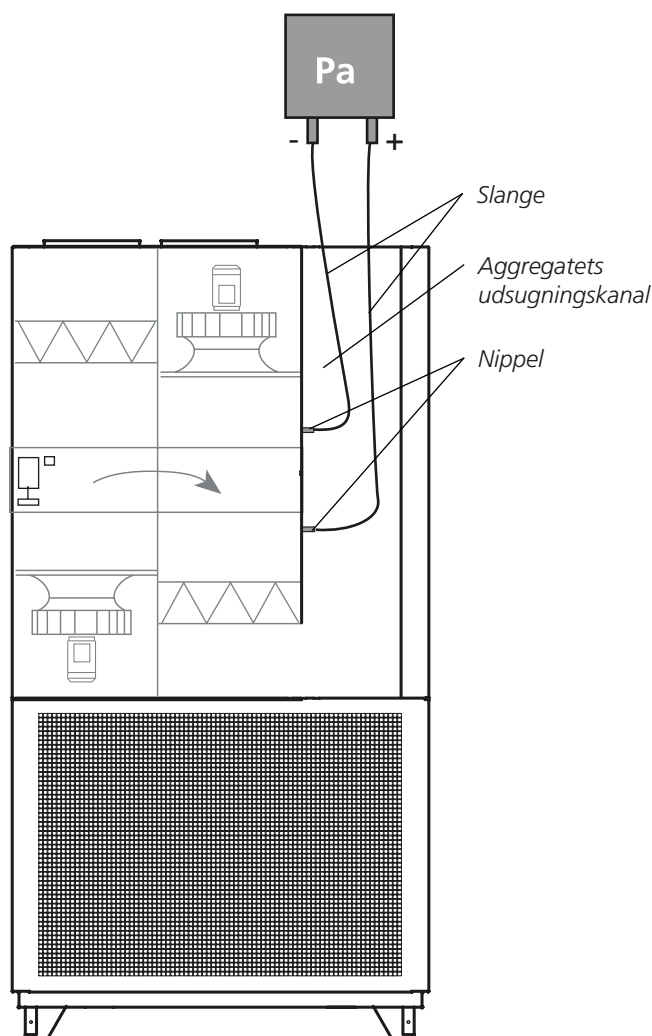 Pa
- +
Slange
Aggregatets
udsugningskanal
Nippel